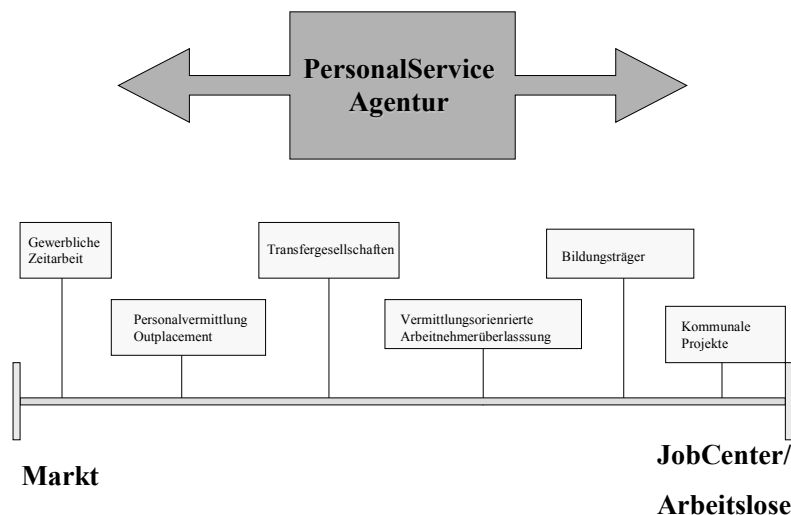 PersonalService
Agentur
Gewerbliche
Zeitarbeit
Personalvermittlung
Outplacement
Transfergesellschaften
Vermittlungsorienrierte
Arbeitnehmerüberlasssung
Bildungsträger
Kommunale
Projekte
Markt
JobCenter/
Arbeitslose